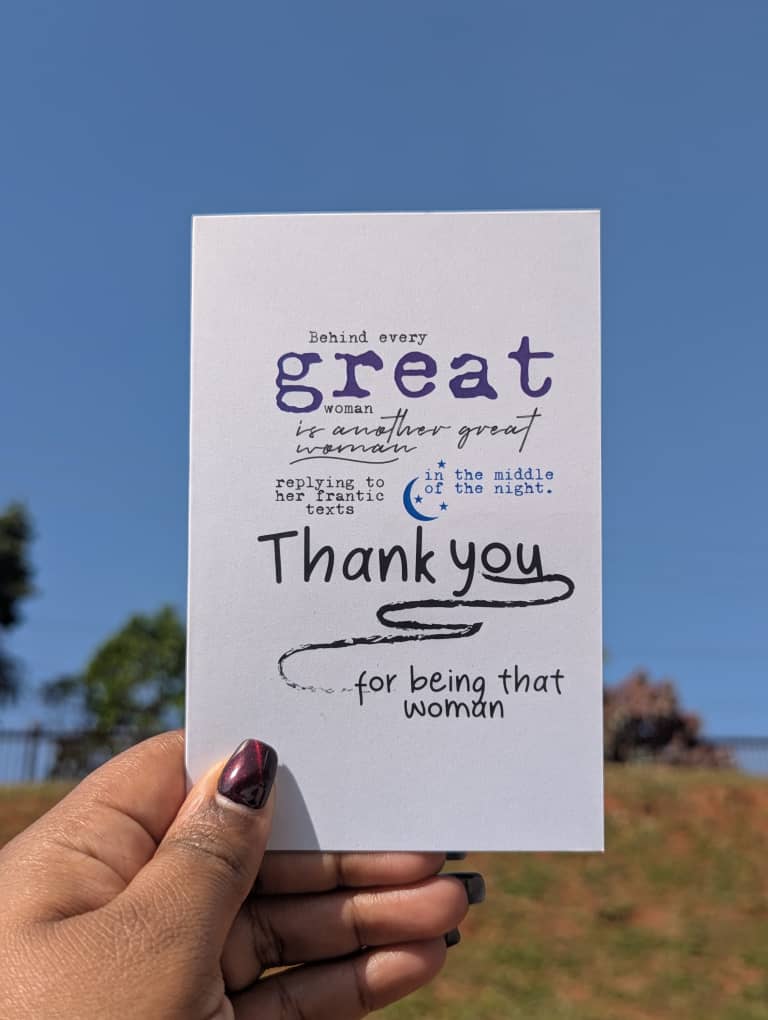 Behind every
great
woman
is another great
woman
replying to
her frantic
texts
in the middle
of the night.
Thank you
for being that
woman